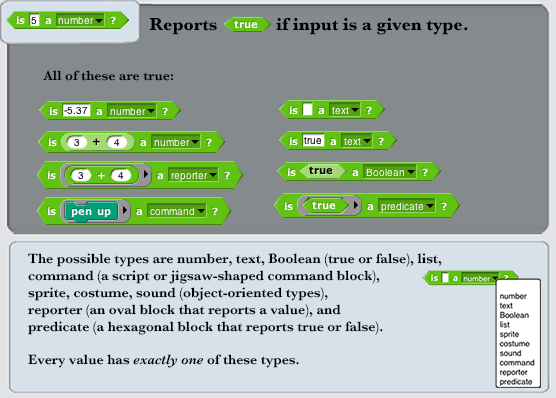 is 5 a number ?
Reports true if input is a given type.
All of these are true:
is -5.37 a number ?
is 3 + 4 a number ?
is 3 + 4 a reporter ?
is pen up a command ?
is a text ?
is true a text ?
is true a Boolean ?
is true a predicate ?
The possible types are number, text, Boolean (true or false), list,
command (a script or jigsaw-shaped command block),
sprite, costume, sound (object-oriented types),
reporter (an oval block that reports a value), and
predicate (a hexagonal block that reports true or false).
Every value has exactly one of these types.
is a number ?
number
text
Boolean
list
sprite
costume
sound
command
reporter
predicate